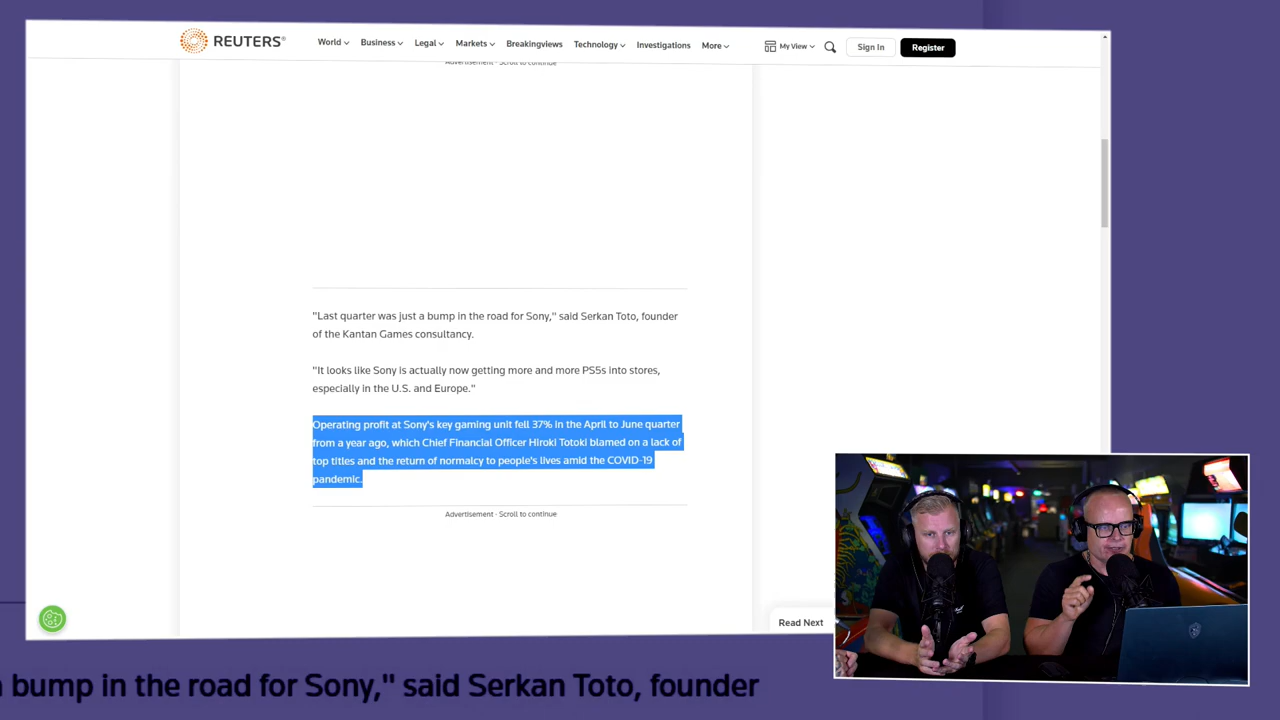 REUTERS®
World Business Legal Markets Breakingviews Technology Investigations More
My View
Sign In
Register
Advertisement · Scroll to continue
"Last quarter was just a bump in the road for Sony," said Serkan Toto, founder
of the Kantan Games consultancy.
"It looks like Sony is actually now getting more and more PS5s into stores,
especially in the U.S. and Europe."
Operating profit at Sony's key gaming unit fell 37% in the April to June quarter
from a year ago, which Chief Financial Officer Hiroki Totoki blamed on a lack of
top titles and the return of normalcy to people's lives amid the COVID-19
pandemic.
Advertisement · Scroll to continue
Read Next
bump in the road for Sony," said Serkan Toto, founder